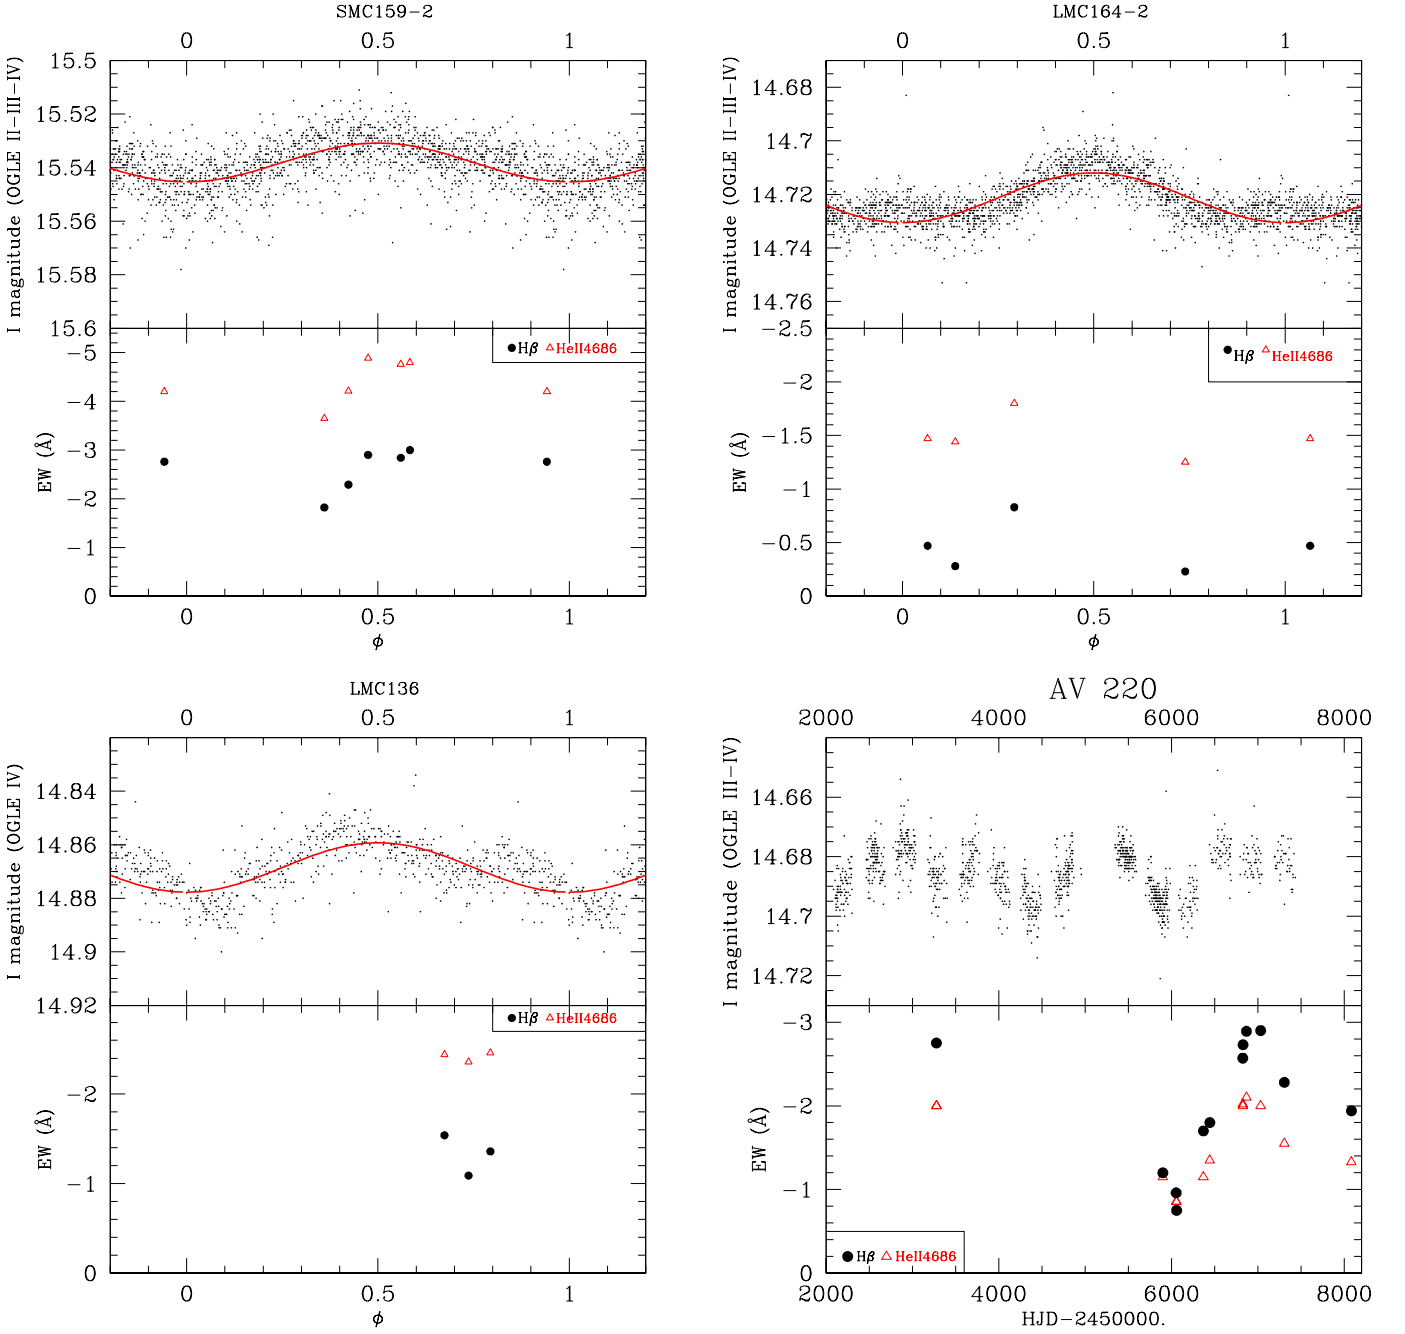 SMC159-2
0 0.5 1
I magnitude (OGLE II-III-IV)
15.5
15.52
15.54
15.56
15.58
15.6
EW (Å)
-5
-4
-3
-2
-1
0
Hβ HeII4686
0 0.5 1
ϕ
LMC164-2
0 0.5 1
I magnitude (OGLE II-III-IV)
14.68
14.7
14.72
14.74
14.76
EW (Å)
-2.5
-2
-1.5
-1
-0.5
0
Hβ HeII4686
0 0.5 1
ϕ
LMC136
0 0.5 1
I magnitude (OGLE IV)
14.84
14.86
14.88
14.9
14.92
EW (Å)
-2
-1
0
Hβ HeII4686
0 0.5 1
ϕ
AV 220
2000 4000 6000 8000
I magnitude (OGLE III-IV)
14.66
14.68
14.7
14.72
EW (Å)
-3
-2
-1
0
Hβ HeII4686
2000 4000 6000 8000
HJD-2450000.